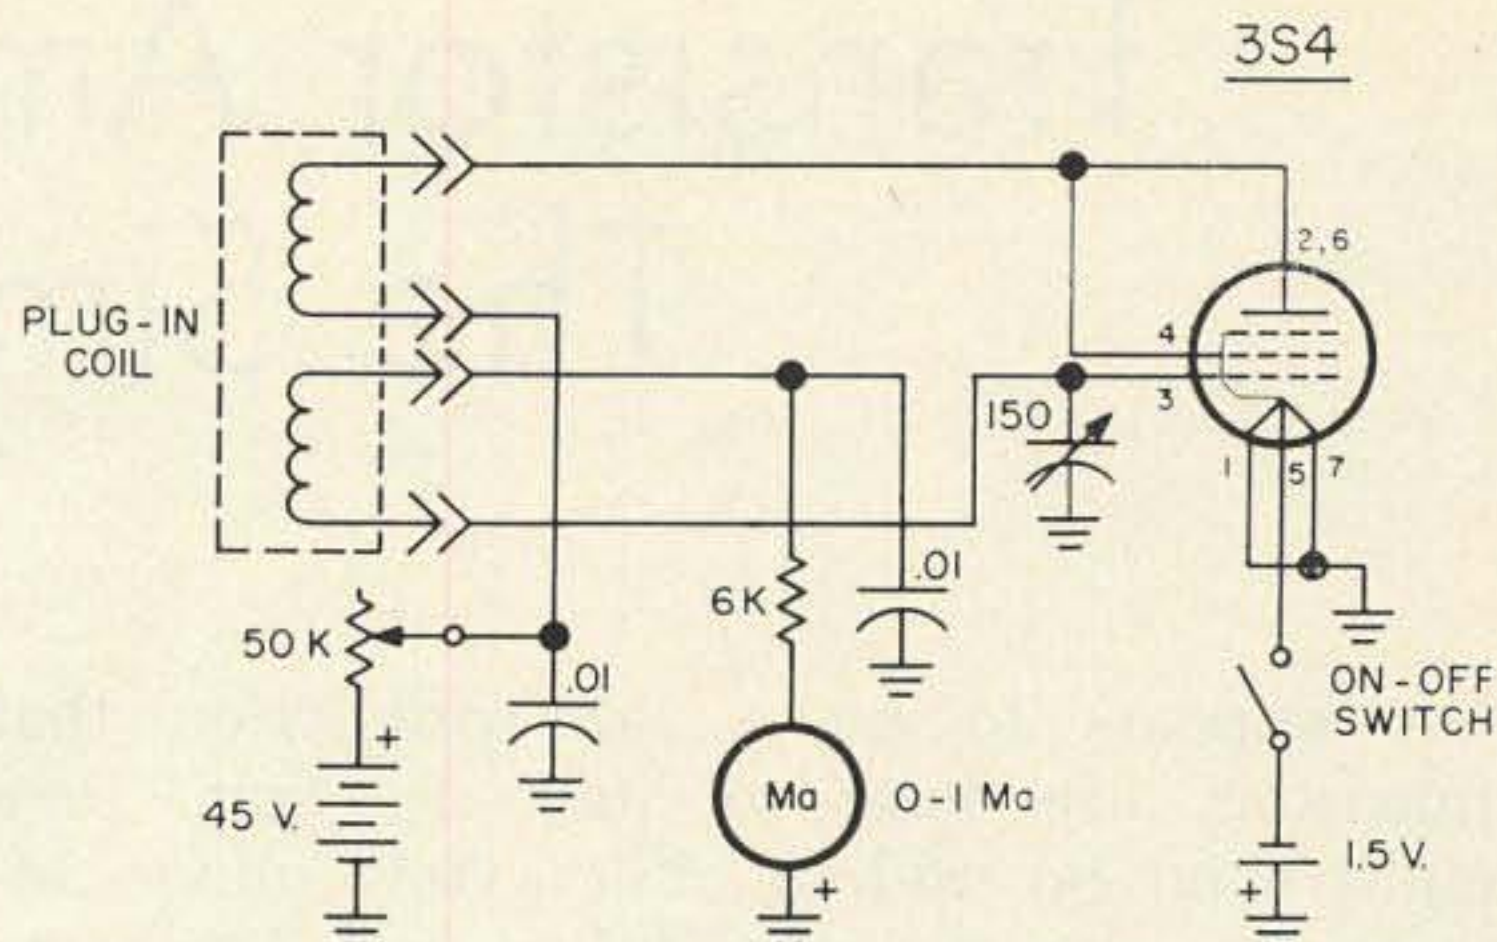 3S4
2,6
PLUG-IN
COIL
4
3
150
1
5
7
.01
6K
50 K
.01
ON-OFF
SWITCH
+
45 V.
Ma
0-1 Ma
1.5 V.
+
+